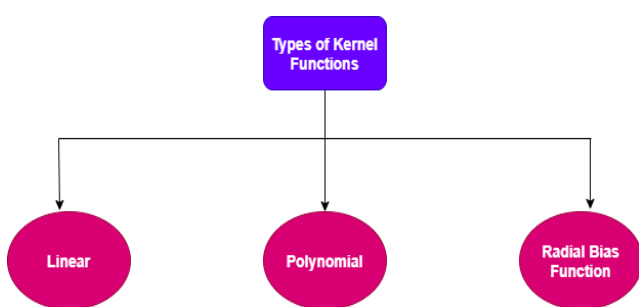 Types of Kernel
Functions
Linear
Polynomial
Radial Bias
Function